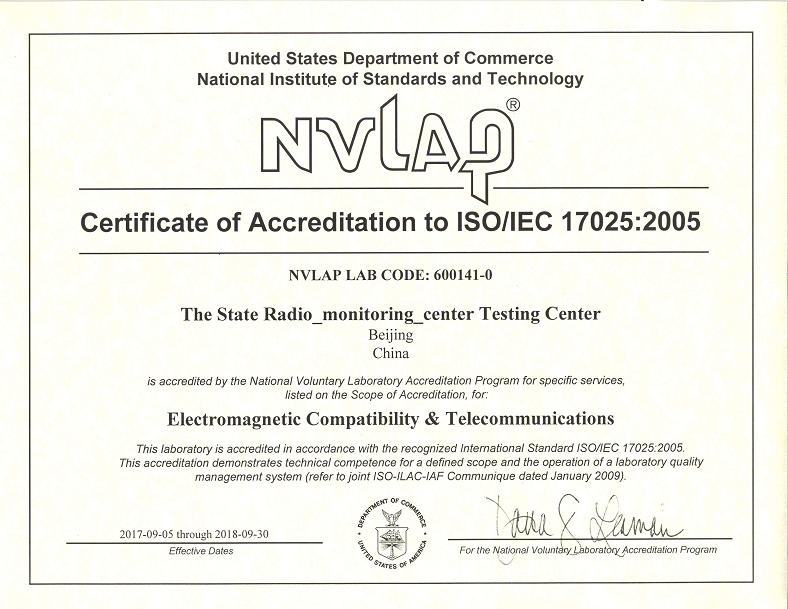 United States Department of Commerce
National Institute of Standards and Technology
NVLAP®
Certificate of Accreditation to ISO/IEC 17025:2005
NVLAP LAB CODE: 600141-0
The State Radio_monitoring_center Testing Center
Beijing
China
is accredited by the National Voluntary Laboratory Accreditation Program for specific services,
listed on the Scope of Accreditation, for:
Electromagnetic Compatibility & Telecommunications
This laboratory is accredited in accordance with the recognized International Standard ISO/IEC 17025:2005.
This accreditation demonstrates technical competence for a defined scope and the operation of a laboratory quality
management system (refer to joint ISO-ILAC-IAF Communique dated January 2009).
2017-09-05 through 2018-09-30
Effective Dates
DEPARTMENT OF COMMERCE
UNITED STATES OF AMERICA
For the National Voluntary Laboratory Accreditation Program